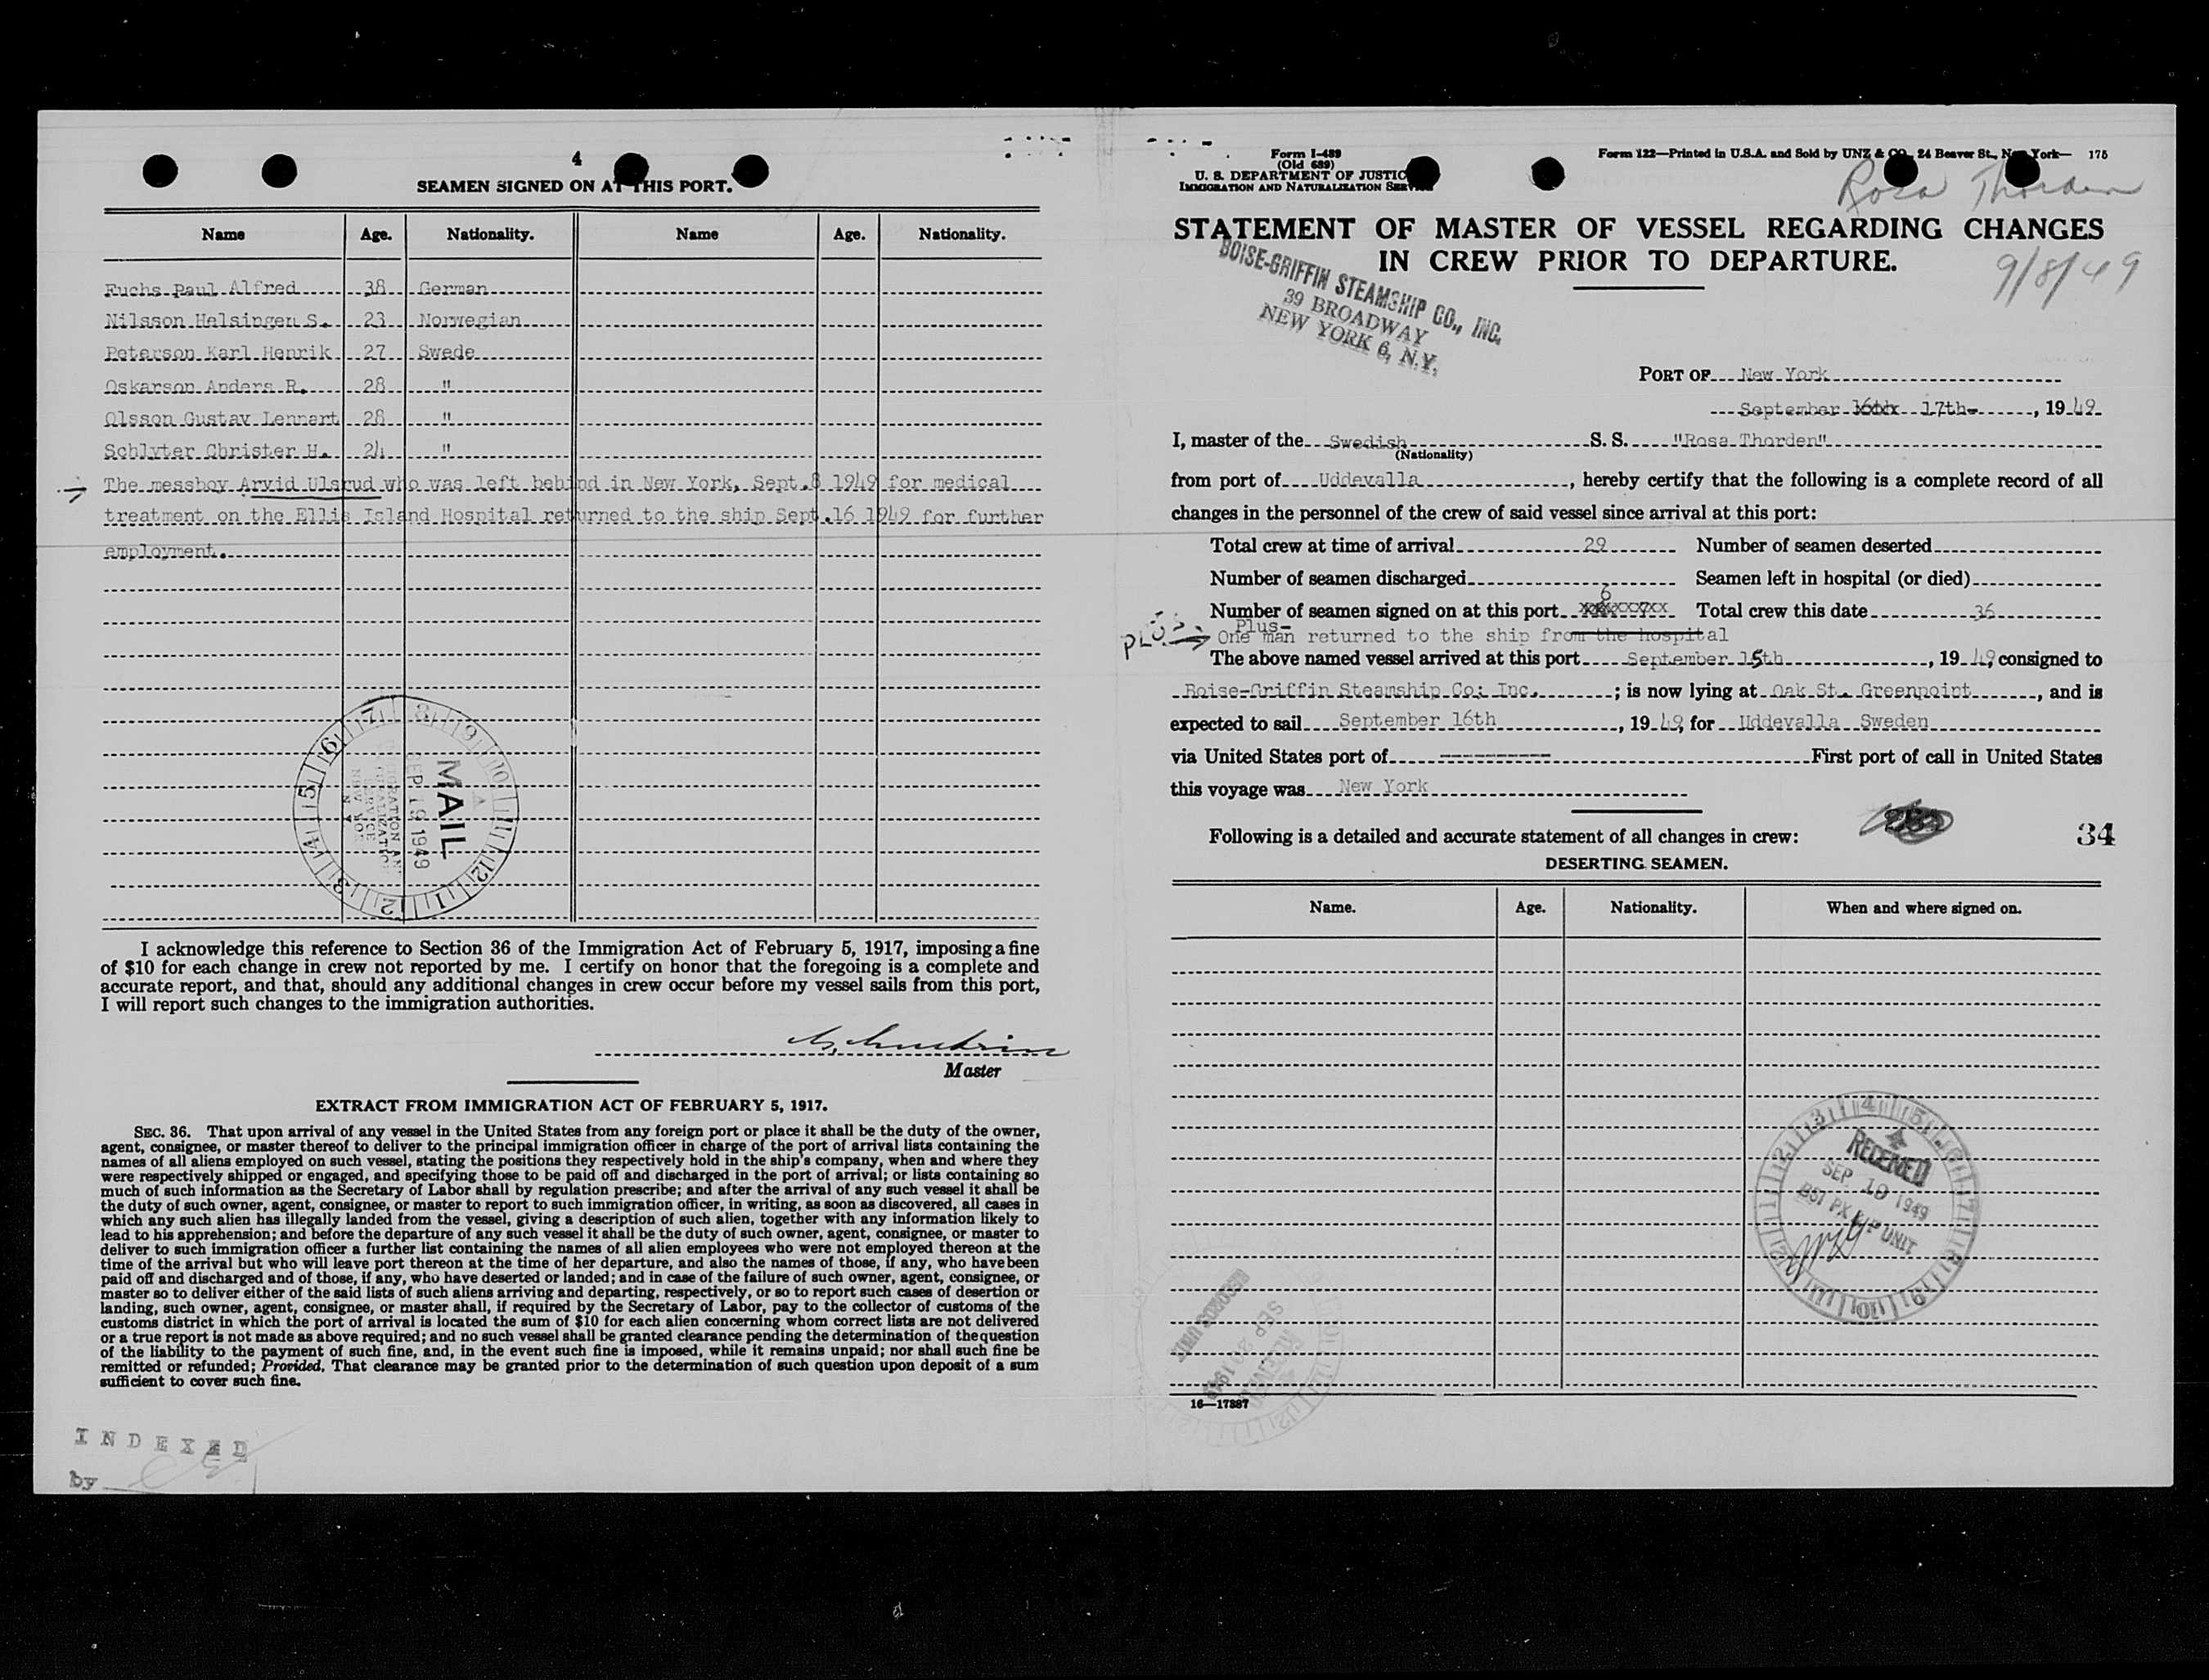 4
SEAMEN SIGNED ON AT THIS PORT.
Name Age. Nationality. Name Age. Nationality.
Fuchs Paul Alfred 38 German
Nilsson Helsingen S. 23 Norwegian
Peterson Karl Henrik 27 Swede
Oskarson Anders R. 28 "
Olsson Gustav Lennart 28 "
Schlyter Christer H. 24 "
The messboy Arvid Ulsrud who was left behind in New York, Sept.8 1949 for medical
treatment on the Ellis Island Hospital returned to the ship Sept.16 1949 for further
employment.
MAIL
SEP 19 1949
I acknowledge this reference to Section 36 of the Immigration Act of February 5, 1917, imposing a fine
of $10 for each change in crew not reported by me. I certify on honor that the foregoing is a complete and
accurate report, and that, should any additional changes in crew occur before my vessel sails from this port,
I will report such changes to the immigration authorities.
Master
EXTRACT FROM IMMIGRATION ACT OF FEBRUARY 5, 1917.
SEC. 36. That upon arrival of any vessel in the United States from any foreign port or place it shall be the duty of the owner,
agent, consignee, or master thereof to deliver to the principal immigration officer in charge of the port of arrival lists containing the
names of all aliens employed on such vessel, stating the positions they respectively hold in the ship's company, when and where they
were respectively shipped or engaged, and specifying those to be paid off and discharged in the port of arrival; or lists containing so
much of such information as the Secretary of Labor shall by regulation prescribe; and after the arrival of any such vessel it shall be
the duty of such owner, agent, consignee, or master to report to such immigration officer, in writing, as soon as discovered, all cases in
which any such alien has illegally landed from the vessel, giving a description of such alien, together with any information likely to
lead to his apprehension; and before the departure of any such vessel it shall be the duty of such owner, agent, consignee, or master to
deliver to such immigration officer a further list containing the names of all alien employees who were not employed thereon at the
time of the arrival but who will leave port thereon at the time of her departure, and also the names of those, if any, who have been
paid off and discharged and of those, if any, who have deserted or landed; and in case of the failure of such owner, agent, consignee, or
master so to deliver either of the said lists of such aliens arriving and departing, respectively, or so to report such cases of desertion or
landing, such owner, agent, consignee, or master shall, if required by the Secretary of Labor, pay to the collector of customs of the
customs district in which the port of arrival is located the sum of $10 for each alien concerning whom correct lists are not delivered
or a true report is not made as above required; and no such vessel shall be granted clearance pending the determination of the question
of the liability to the payment of such fine, and, in the event such fine is imposed, while it remains unpaid; nor shall such fine be
remitted or refunded; Provided, That clearance may be granted prior to the determination of such question upon deposit of a sum
sufficient to cover such fine.
INDEXED
by
Form I-489
(Old 689)
U. S. DEPARTMENT OF JUSTICE
IMMIGRATION AND NATURALIZATION SERVICE
Form 122—Printed in U.S.A. and Sold by UNZ & CO., 24 Beaver St., New York— 175
Rosa Thorden
STATEMENT OF MASTER OF VESSEL REGARDING CHANGES
IN CREW PRIOR TO DEPARTURE.
9/8/49
BOISE-GRIFFIN STEAMSHIP CO., INC.
39 BROADWAY
NEW YORK 6, N.Y.
PORT OF New York
September 17th, 1949
I, master of the Swedish S. S. "Rosa Thorden"
(Nationality)
from port of Uddevalla, hereby certify that the following is a complete record of all
changes in the personnel of the crew of said vessel since arrival at this port:
Total crew at time of arrival 29 Number of seamen deserted
Number of seamen discharged Seamen left in hospital (or died)
Number of seamen signed on at this port 6 Total crew this date 36
PLUS Plus-
One man returned to the ship from the hospital
The above named vessel arrived at this port September 15th, 1949, consigned to
Boise-Griffin Steamship Co: Inc.; is now lying at Oak St. Greenpoint, and is
expected to sail September 16th, 1949, for Uddevalla Sweden
via United States port of ---------- First port of call in United States
this voyage was New York
Following is a detailed and accurate statement of all changes in crew:
34
DESERTING SEAMEN.
Name. Age. Nationality. When and where signed on.
RECEIVED
SEP 19 1949
16—17387